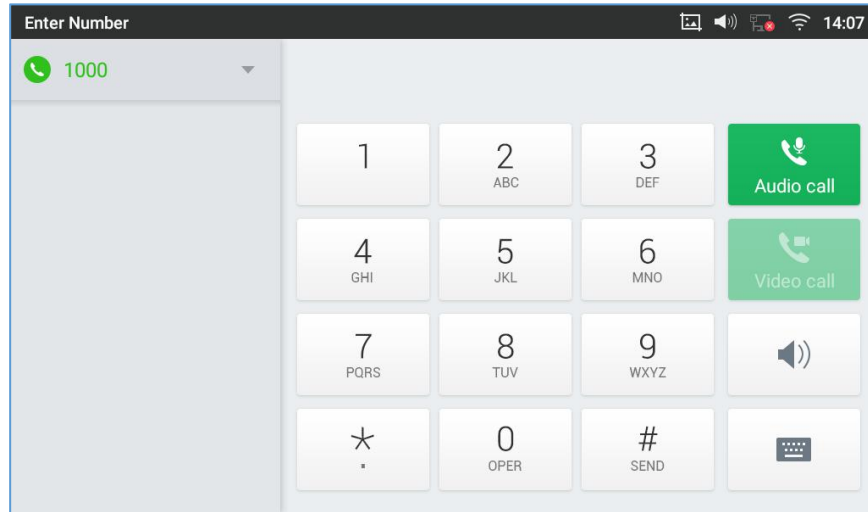 Enter Number
14:07
1000
1
2
ABC
3
DEF
Audio call
4
GHI
5
JKL
6
MNO
Video call
7
PQRS
8
TUV
9
WXYZ
*
.
0
OPER
#
SEND